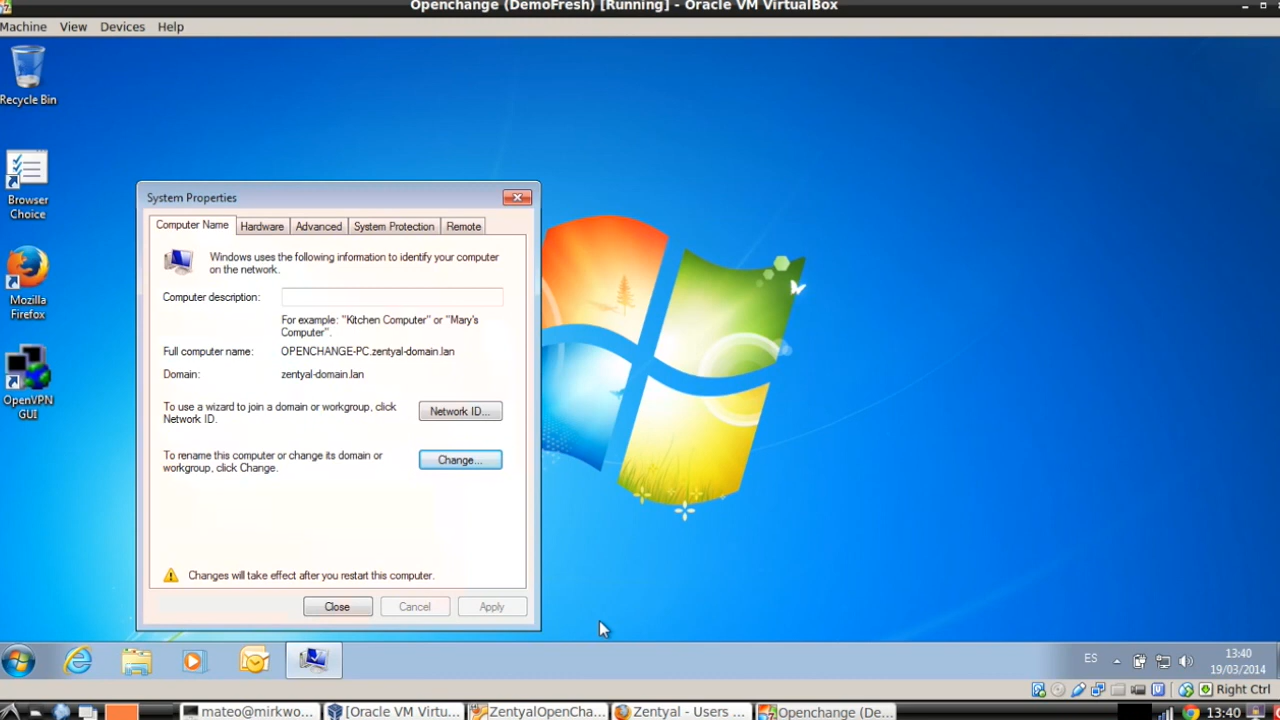 Openchange (DemoFresh) [Running] - Oracle VM VirtualBox
Machine View Devices Help
Recycle Bin
Browser
Choice
Mozilla
Firefox
OpenVPN
GUI
System Properties
Computer Name Hardware Advanced System Protection Remote
Windows uses the following information to identify your computer
on the network.
Computer description:
For example: "Kitchen Computer" or "Mary's
Computer".
Full computer name: OPENCHANGE-PC.zentyal-domain.lan
Domain: zentyal-domain.lan
To use a wizard to join a domain or workgroup, click
Network ID.
Network ID...
To rename this computer or change its domain or
workgroup, click Change.
Change...
Changes will take effect after you restart this computer.
Close Cancel Apply
ES
13:40
19/03/2014
Right Ctrl
mateo@mirkwo... [Oracle VM Virtu... ZentyalOpenCha... Zentyal - Users ... Openchange (De... 13:40